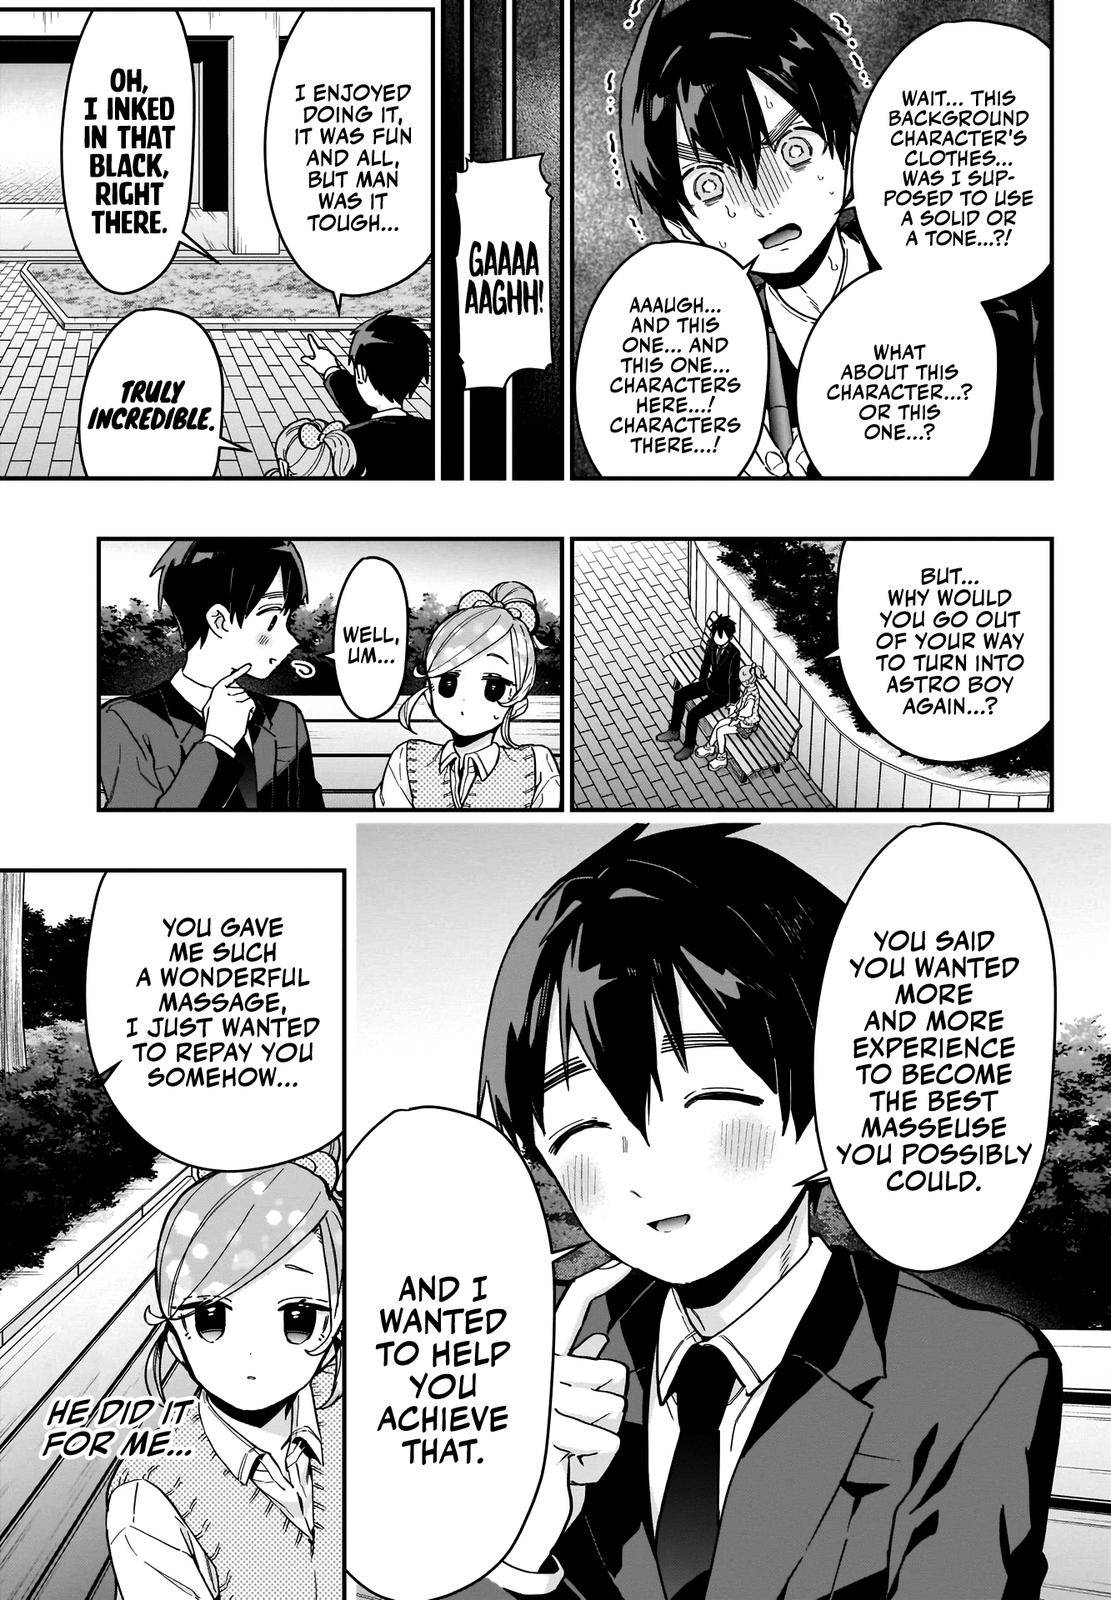 WAIT... THIS
BACKGROUND
CHARACTER'S
CLOTHES...
WAS I SUP-
POSED TO USE
A SOLID OR
A TONE...?!
WHAT
ABOUT THIS
CHARACTER...?
OR THIS
ONE...?
AAAUGH...
AND THIS
ONE... AND
THIS ONE...
CHARACTERS
HERE...!
CHARACTERS
THERE...!
GAAAA
AAGHH!
I ENJOYED
DOING IT,
IT WAS FUN
AND ALL,
BUT MAN
WAS IT
TOUGH...
OH,
I INKED
IN THAT
BLACK,
RIGHT
THERE.
TRULY
INCREDIBLE.
BUT...
WHY WOULD
YOU GO OUT
OF YOUR WAY
TO TURN INTO
ASTRO BOY
AGAIN...?
WELL,
UM...
YOU SAID
YOU WANTED
MORE
AND MORE
EXPERIENCE
TO BECOME
THE BEST
MASSEUSE
YOU POSSIBLY
COULD.
AND I
WANTED
TO HELP
YOU
ACHIEVE
THAT.
YOU GAVE
ME SUCH
A WONDERFUL
MASSAGE,
I JUST WANTED
TO REPAY YOU
SOMEHOW...
HE DID IT
FOR ME...